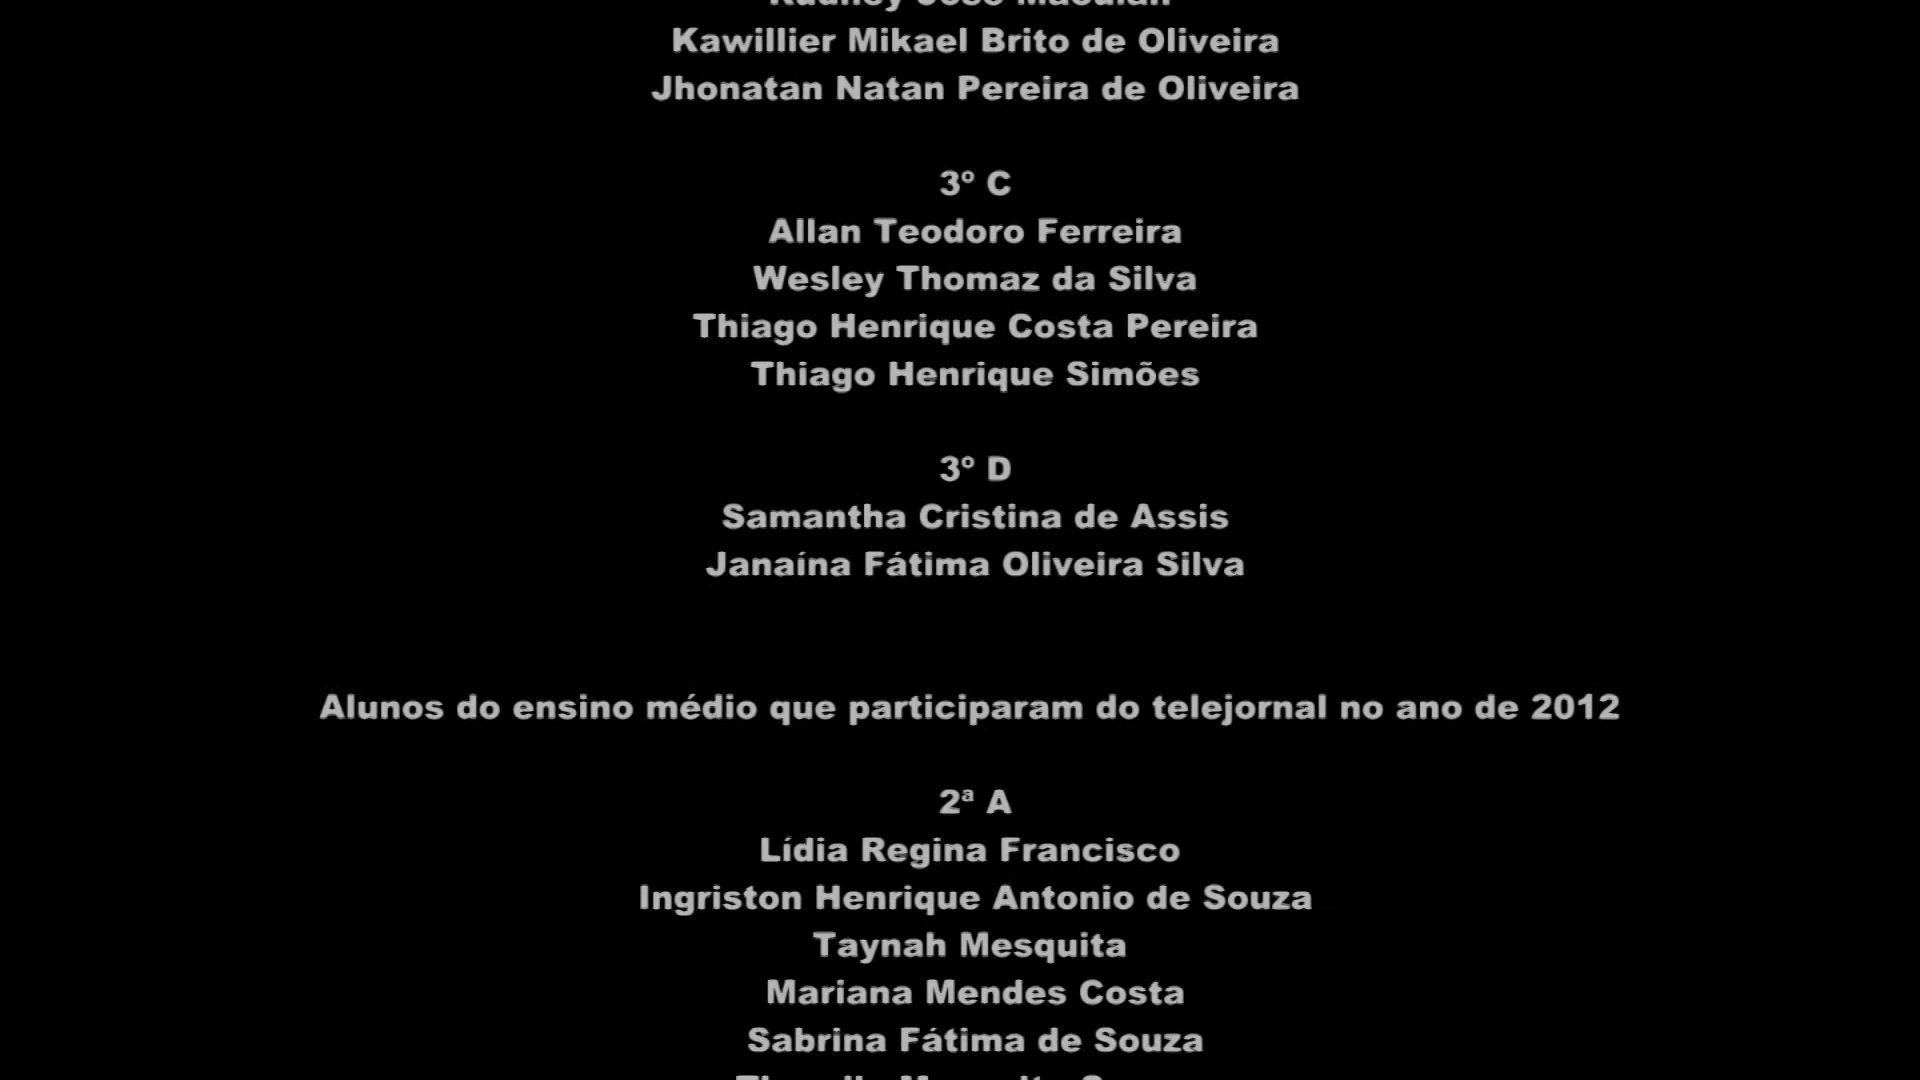 Kawillier Mikael Brito de Oliveira
Jhonatan Natan Pereira de Oliveira
3º C
Allan Teodoro Ferreira
Wesley Thomaz da Silva
Thiago Henrique Costa Pereira
Thiago Henrique Simões
3º D
Samantha Cristina de Assis
Janaína Fátima Oliveira Silva
Alunos do ensino médio que participaram do telejornal no ano de 2012
2ª A
Lídia Regina Francisco
Ingriston Henrique Antonio de Souza
Taynah Mesquita
Mariana Mendes Costa
Sabrina Fátima de Souza